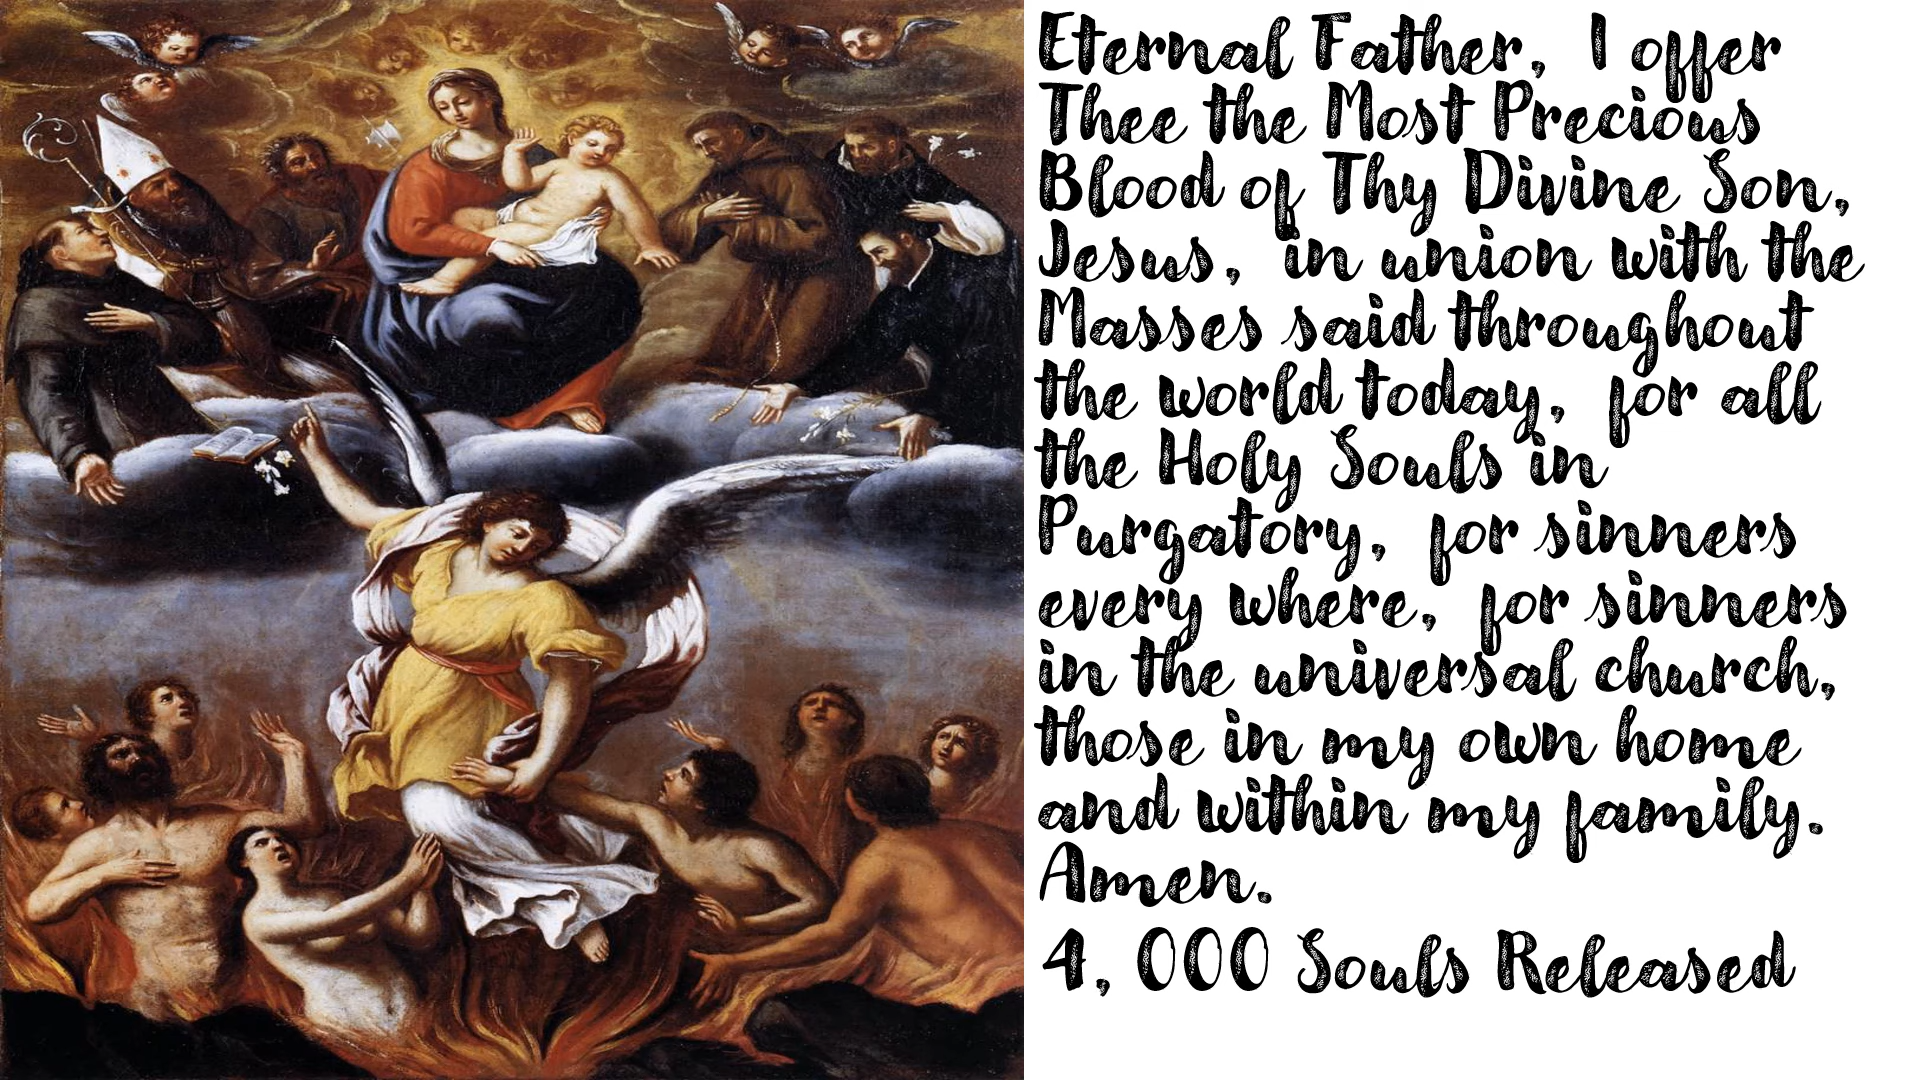 Eternal Father, I offer
Thee the Most Precious
Blood of Thy Divine Son,
Jesus, in union with the
Masses said throughout
the world today, for all
the Holy Souls in
Purgatory, for sinners
every where, for sinners
in the universal church,
those in my own home
and within my family.
Amen.
4, 000 Souls Released